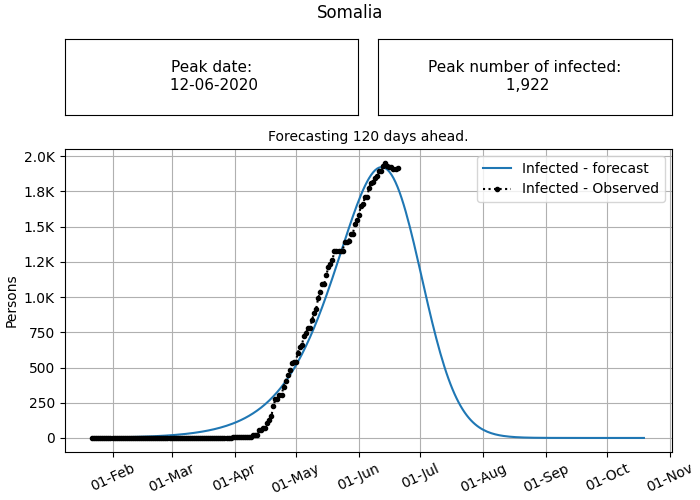 Somalia
Peak date:
12-06-2020
Peak number of infected:
1,922
Forecasting 120 days ahead.
2.0K
1.8K
1.5K
1.2K
1.0K
750
500
250
0
Persons
Infected - forecast
Infected - Observed
01-Feb
01-Mar
01-Apr
01-May
01-Jun
01-Jul
01-Aug
01-Sep
01-Oct
01-Nov